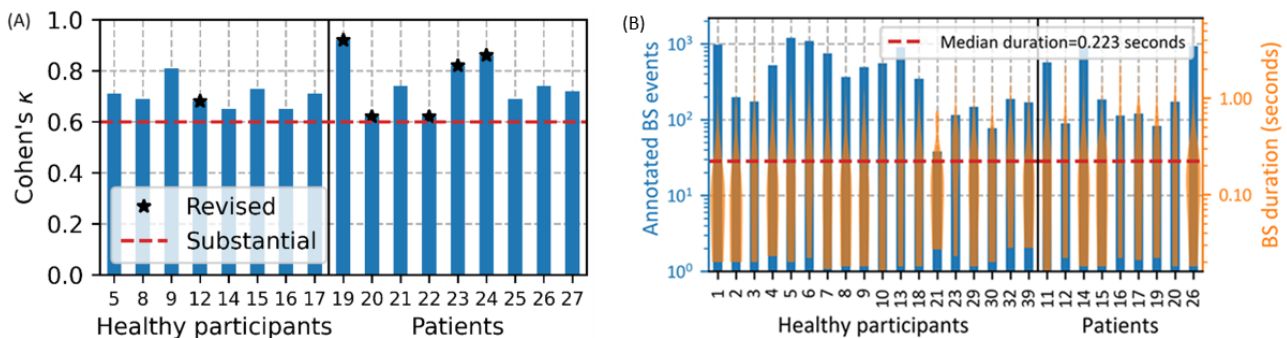 (A)
Cohen's κ
1.0
0.8
0.6
0.4
0.2
0.0
Revised
Substantial
5 8 9 12 14 15 16 17 19 20 21 22 23 24 25 26 27
Healthy participants Patients
(B)
Annotated BS events
10³
10²
10¹
10⁰
Median duration=0.223 seconds
1.00
0.10
BS duration (seconds)
1 2 3 4 5 6 7 8 9 10 13 18 21 23 29 30 32 39 11 12 14 15 16 17 19 20 26
Healthy participants Patients